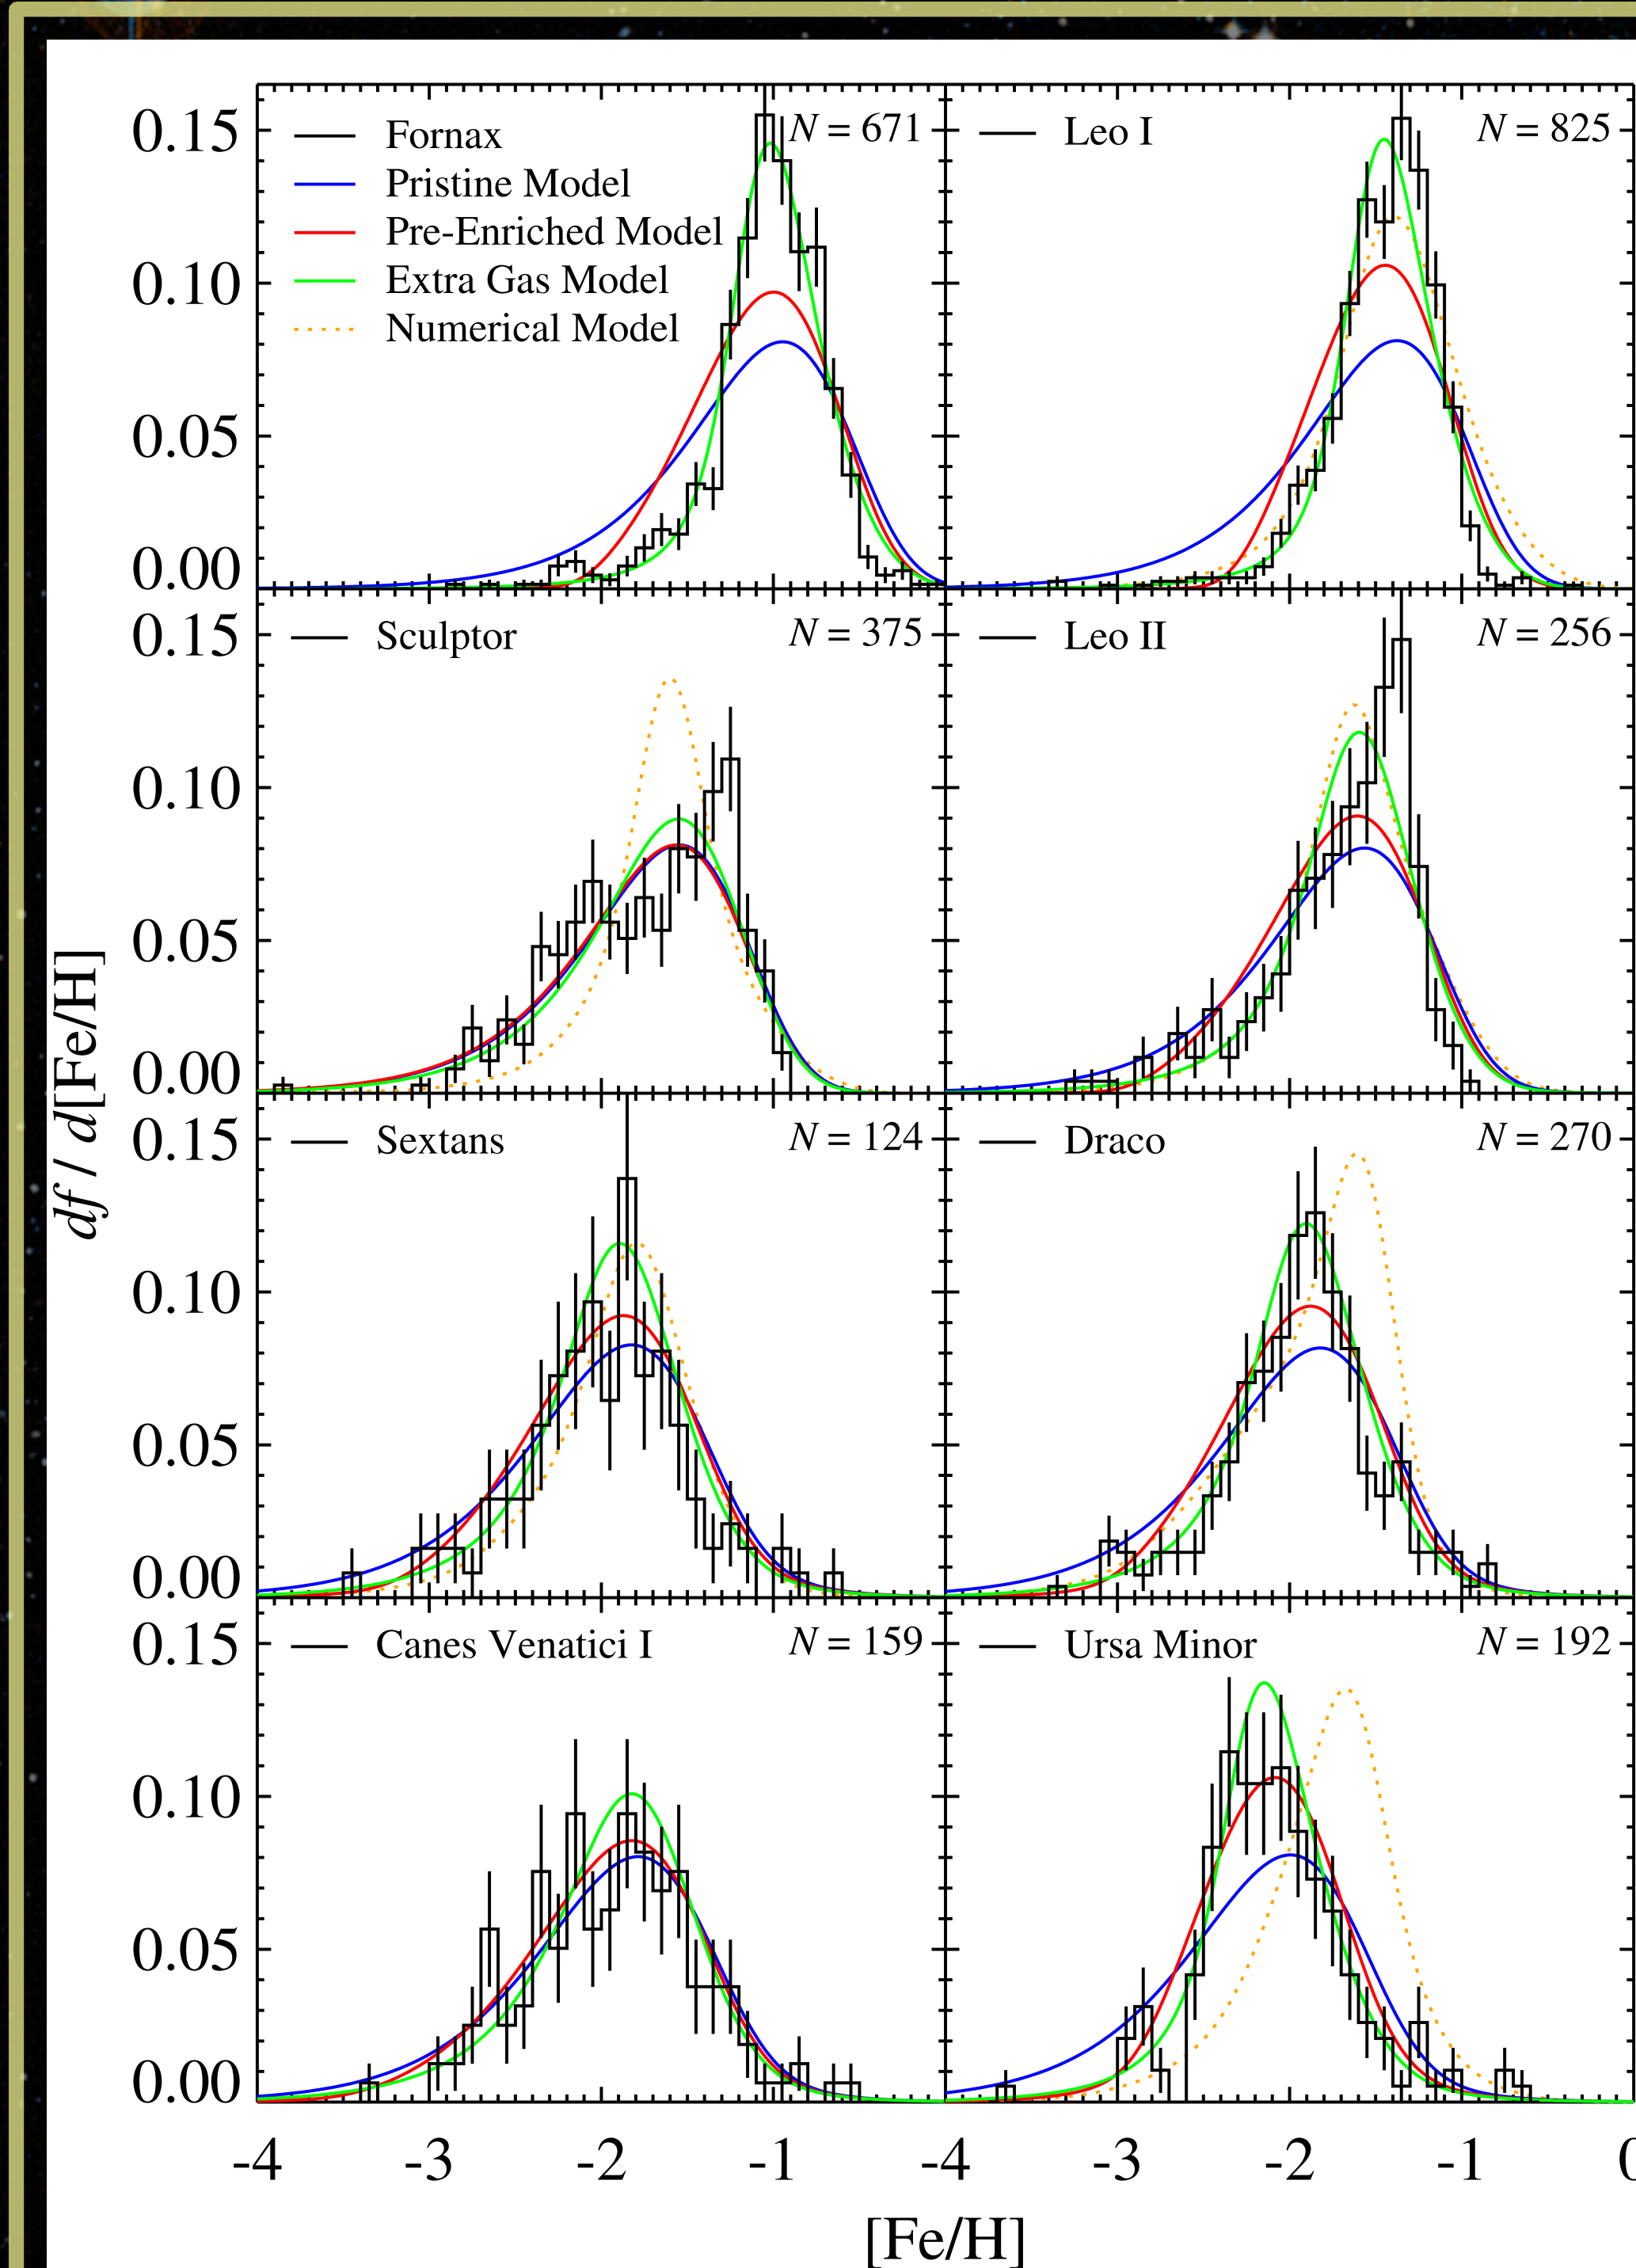 0.15
0.10
0.05
0.00
Fornax
Pristine Model
Pre-Enriched Model
Extra Gas Model
Numerical Model
N = 671
Leo I
N = 825
0.15
0.10
0.05
0.00
Sculptor
N = 375
Leo II
N = 256
0.15
0.10
0.05
0.00
Sextans
N = 124
Draco
N = 270
0.15
0.10
0.05
0.00
Canes Venatici I
N = 159
Ursa Minor
N = 192
df / d[Fe/H]
-4 -3 -2 -1 -4 -3 -2 -1 0
[Fe/H]